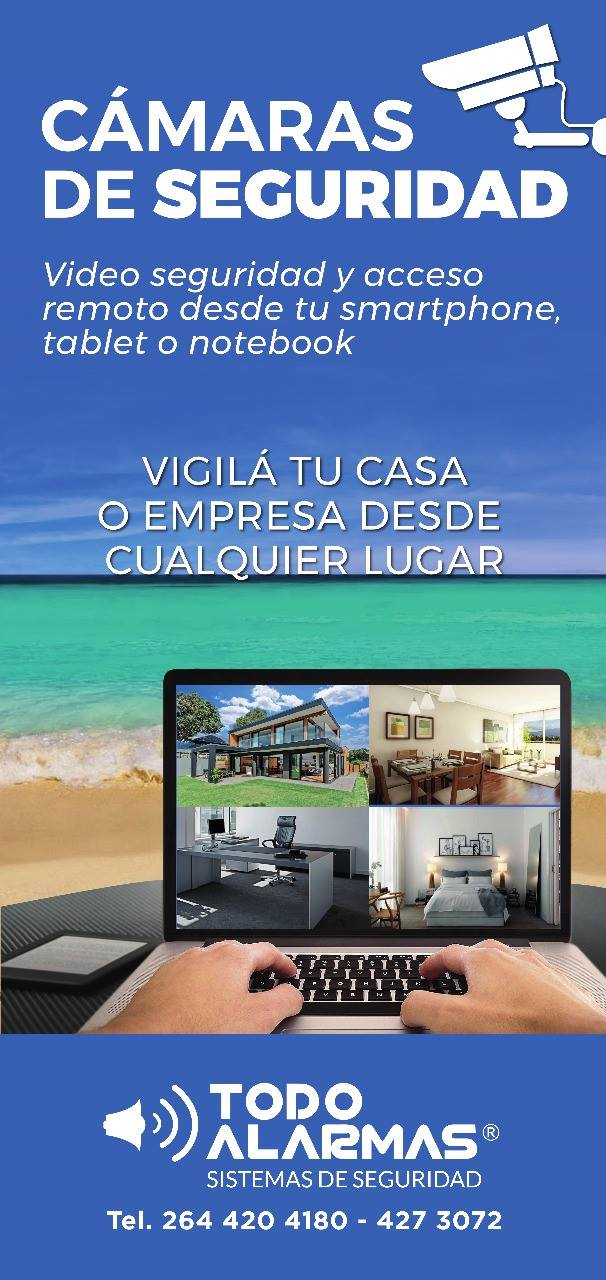 CÁMARAS
DE SEGURIDAD
Video seguridad y acceso
remoto desde tu smartphone,
tablet o notebook
VIGILÁ TU CASA
O EMPRESA DESDE
CUALQUIER LUGAR
TODO
ALARMAS®
SISTEMAS DE SEGURIDAD
Tel. 264 420 4180 - 427 3072